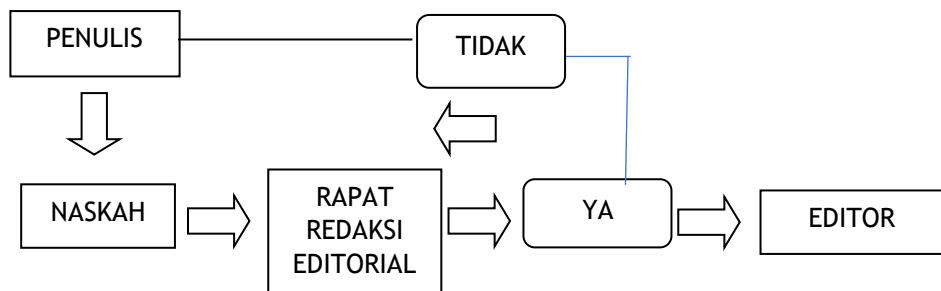 PENULIS
TIDAK
NASKAH
RAPAT
REDAKSI
EDITORIAL
YA
EDITOR